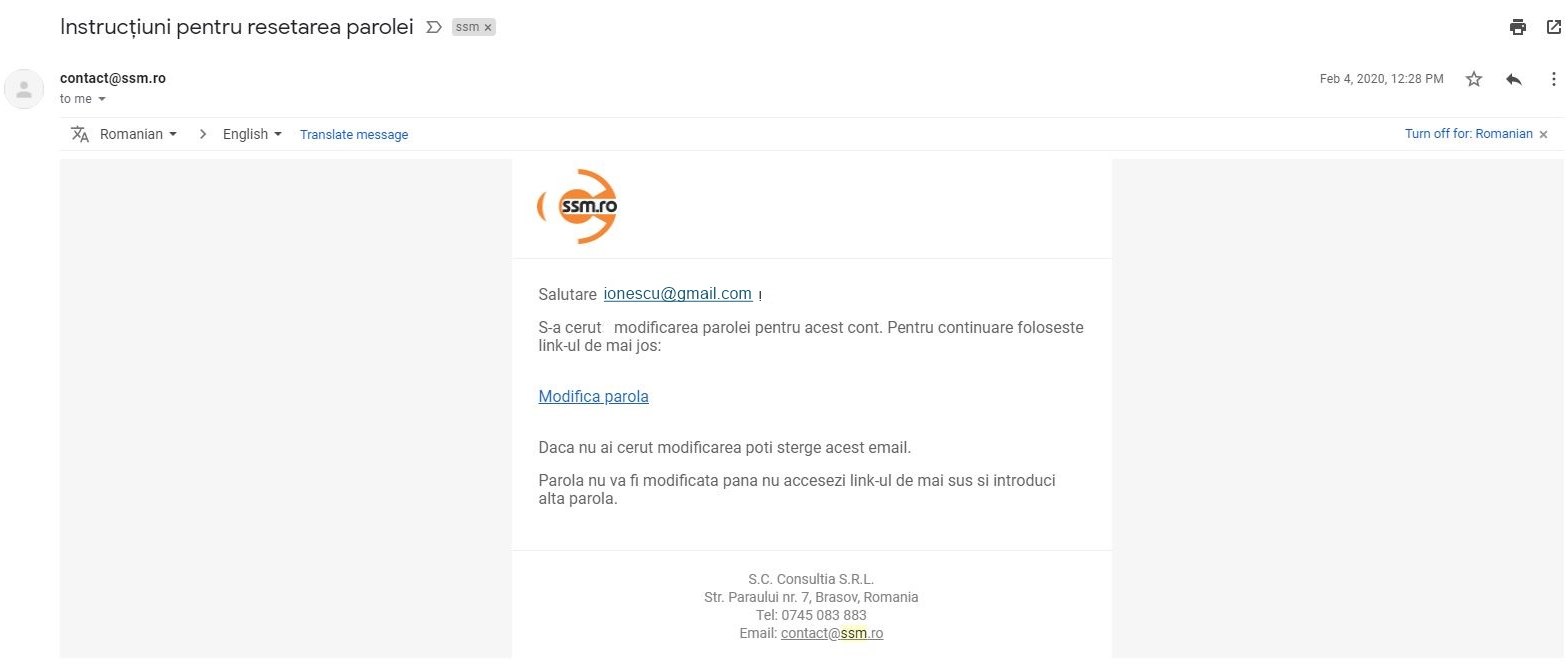 Instrucțiuni pentru resetarea parolei ssm ×
contact@ssm.ro Feb 4, 2020, 12:28 PM
to me
Romanian > English Translate message Turn off for: Romanian ×
ssm.ro
Salutare ionescu@gmail.com !
S-a cerut modificarea parolei pentru acest cont. Pentru continuare foloseste
link-ul de mai jos:
Modifica parola
Daca nu ai cerut modificarea poti sterge acest email.
Parola nu va fi modificata pana nu accesezi link-ul de mai sus si introduci
alta parola.
S.C. Consultia S.R.L.
Str. Paraului nr. 7, Brasov, Romania
Tel: 0745 083 883
Email: contact@ssm.ro